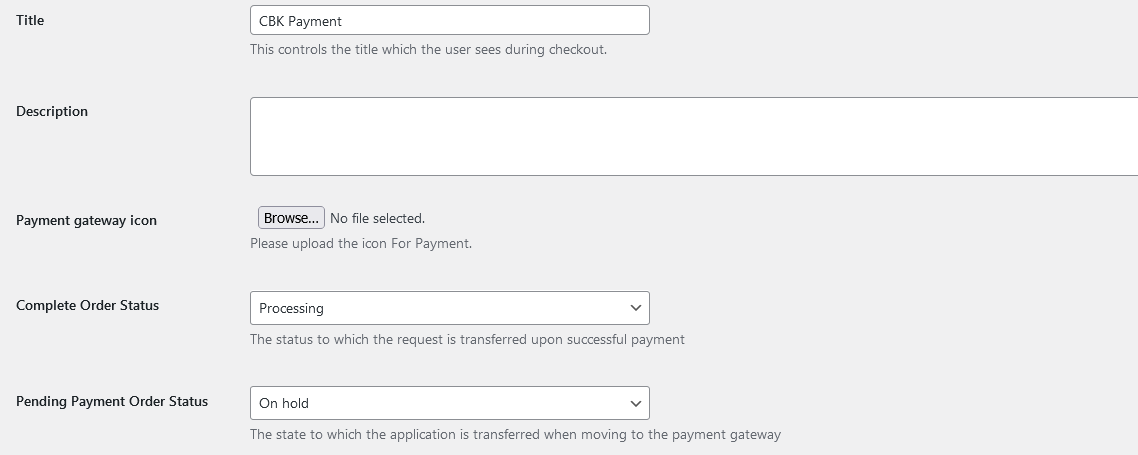 Title
CBK Payment
This controls the title which the user sees during checkout.
Description
Payment gateway icon
Browse... No file selected.
Please upload the icon For Payment.
Complete Order Status
Processing
The status to which the request is transferred upon successful payment
Pending Payment Order Status
On hold
The state to which the application is transferred when moving to the payment gateway